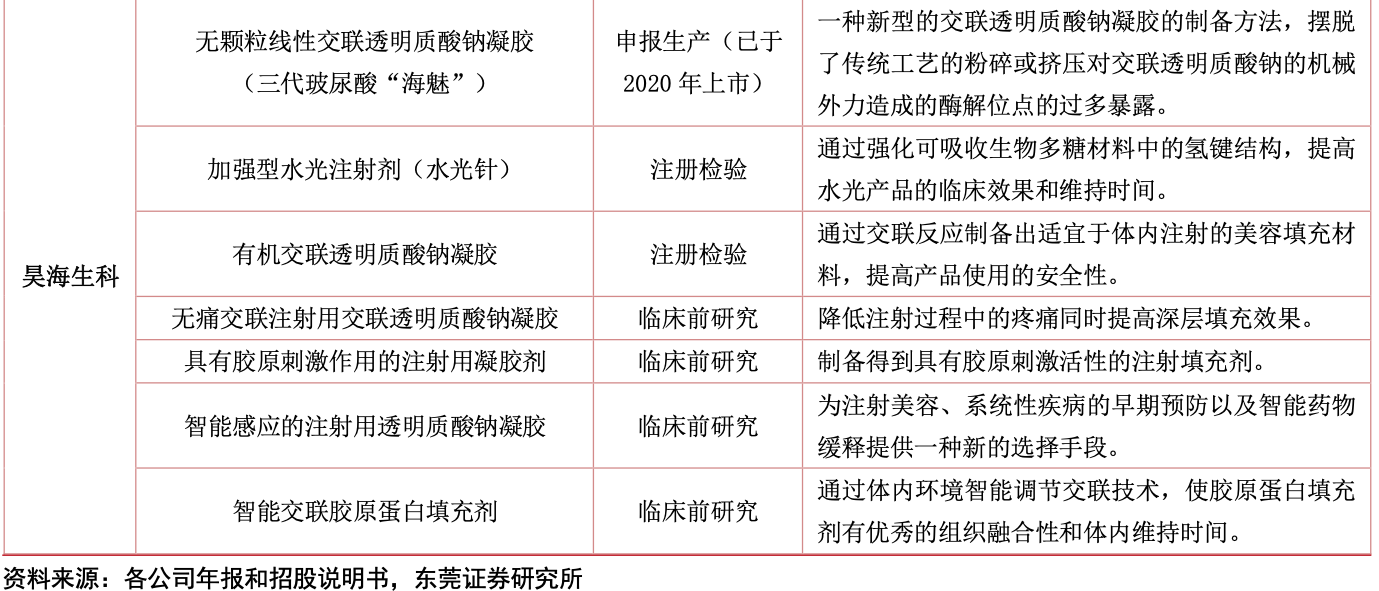 无颗粒线性交联透明质酸钠凝胶
（三代玻尿酸“海魅”）
申报生产（已于
2020 年上市）
一种新型的交联透明质酸钠凝胶的制备方法，摆脱
了传统工艺的粉碎或挤压对交联透明质酸钠的机械
外力造成的酶解位点的过多暴露。
加强型水光注射剂（水光针）
注册检验
通过强化可吸收生物多糖材料中的氢键结构，提高
水光产品的临床效果和维持时间。
昊海生科
有机交联透明质酸钠凝胶
注册检验
通过交联反应制备出适宜于体内注射的美容填充材
料，提高产品使用的安全性。
无痛交联注射用交联透明质酸钠凝胶
临床前研究
降低注射过程中的疼痛同时提高深层填充效果。
具有胶原刺激作用的注射用凝胶剂
临床前研究
制备得到具有胶原刺激活性的注射填充剂。
智能感应的注射用透明质酸钠凝胶
临床前研究
为注射美容、系统性疾病的早期预防以及智能药物
缓释提供一种新的选择手段。
智能交联胶原蛋白填充剂
临床前研究
通过体内环境智能调节交联技术，使胶原蛋白填充
剂有优秀的组织融合性和体内维持时间。
资料来源：各公司年报和招股说明书，东莞证券研究所